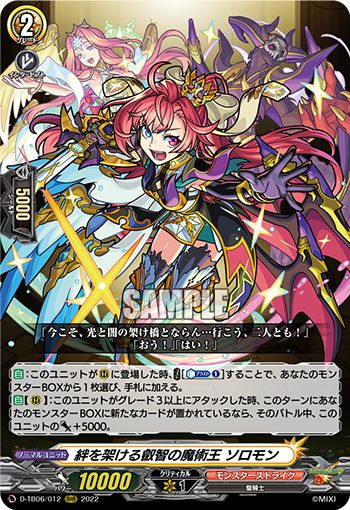 2
グレード
インターセプト
5000
シールド
SAMPLE
「今こそ、光と闇の架け橋とならん…行こう、二人とも！」
「おう！」「はい！」
自：このユニットが Ⓡ に登場した時、【コスト】[ソウルブラスト 1]することで、あなたのモンスターBOXから１枚選び、手札に加える。
自【Ⓡ】：このユニットがグレード３以上にアタックした時、このターンにあなたのモンスターBOXに新たなカードが置かれているなら、そのバトル中、このユニットの+5000。
ノーマルユニット
絆を架ける叡智の魔術王 ソロモン
パワー 10000
クリティカル 1
モンスターストライク
聖騎士
D-TB06/012 RRR 2022
©MIXI